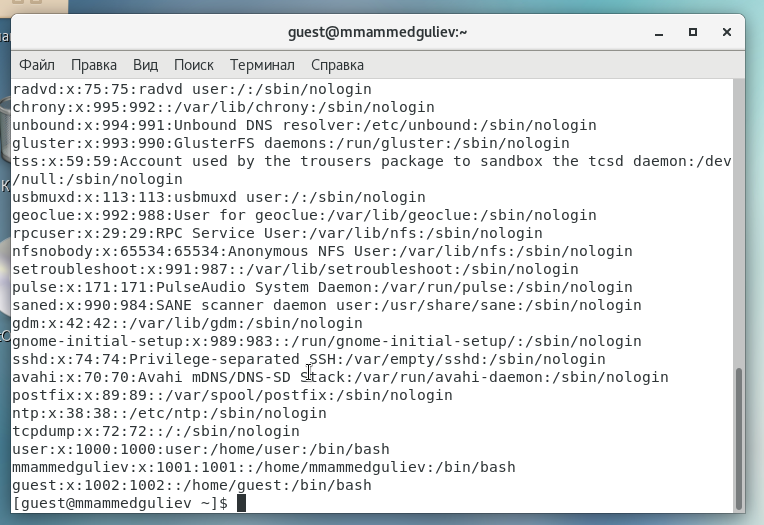 guest@mmammedguliev:~
Файл Правка Вид Поиск Терминал Справка
radvd:x:75:75:radvd user:/:/sbin/nologin
chrony:x:995:992::/var/lib/chrony:/sbin/nologin
unbound:x:994:991:Unbound DNS resolver:/etc/unbound:/sbin/nologin
gluster:x:993:990:GlusterFS daemons:/run/gluster:/sbin/nologin
tss:x:59:59:Account used by the trousers package to sandbox the tcsd daemon:/dev
/null:/sbin/nologin
usbmuxd:x:113:113:usbmuxd user:/:/sbin/nologin
geoclue:x:992:988:User for geoclue:/var/lib/geoclue:/sbin/nologin
rpcuser:x:29:29:RPC Service User:/var/lib/nfs:/sbin/nologin
nfsnobody:x:65534:65534:Anonymous NFS User:/var/lib/nfs:/sbin/nologin
setroubleshoot:x:991:987::/var/lib/setroubleshoot:/sbin/nologin
pulse:x:171:171:PulseAudio System Daemon:/var/run/pulse:/sbin/nologin
saned:x:990:984:SANE scanner daemon user:/usr/share/sane:/sbin/nologin
gdm:x:42:42::/var/lib/gdm:/sbin/nologin
gnome-initial-setup:x:989:983::/run/gnome-initial-setup/:/sbin/nologin
sshd:x:74:74:Privilege-separated SSH:/var/empty/sshd:/sbin/nologin
avahi:x:70:70:Avahi mDNS/DNS-SD Stack:/var/run/avahi-daemon:/sbin/nologin
postfix:x:89:89::/var/spool/postfix:/sbin/nologin
ntp:x:38:38::/etc/ntp:/sbin/nologin
tcpdump:x:72:72::/:/sbin/nologin
user:x:1000:1000:user:/home/user:/bin/bash
mmammedguliev:x:1001:1001::/home/mmammedguliev:/bin/bash
guest:x:1002:1002::/home/guest:/bin/bash
[guest@mmammedguliev ~]$